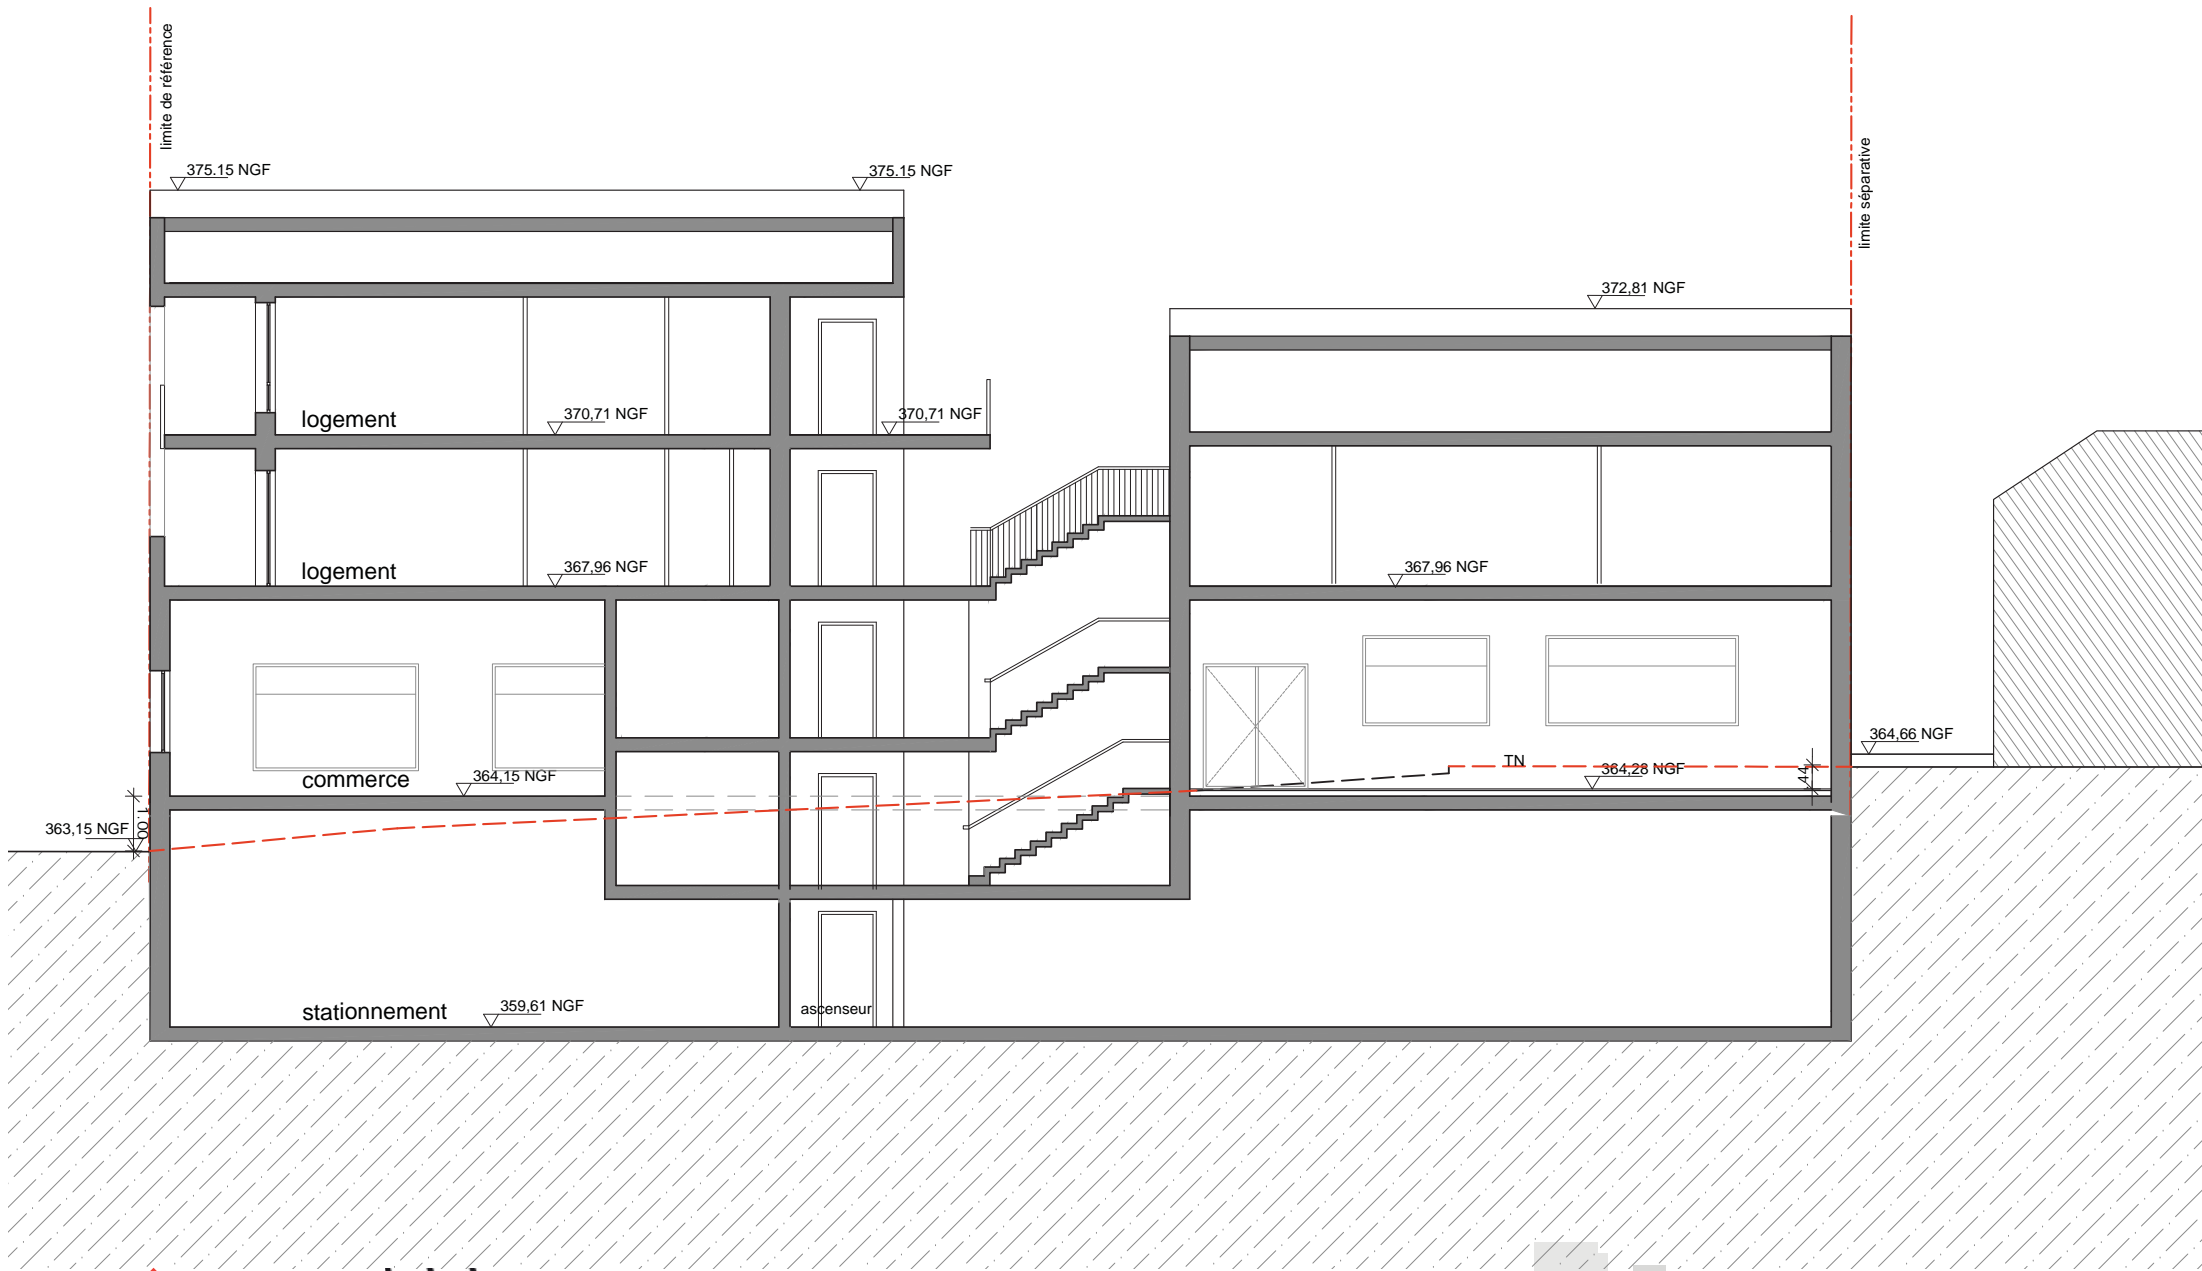 limite de référence
375.15 NGF
375.15 NGF
limite séparative
372,81 NGF
logement
370,71 NGF
370,71 NGF
logement
367,96 NGF
367,96 NGF
364,66 NGF
TN
commerce
364,15 NGF
364,28 NGF
44
363,15 NGF
1,00
stationnement
359,61 NGF
ascenseur